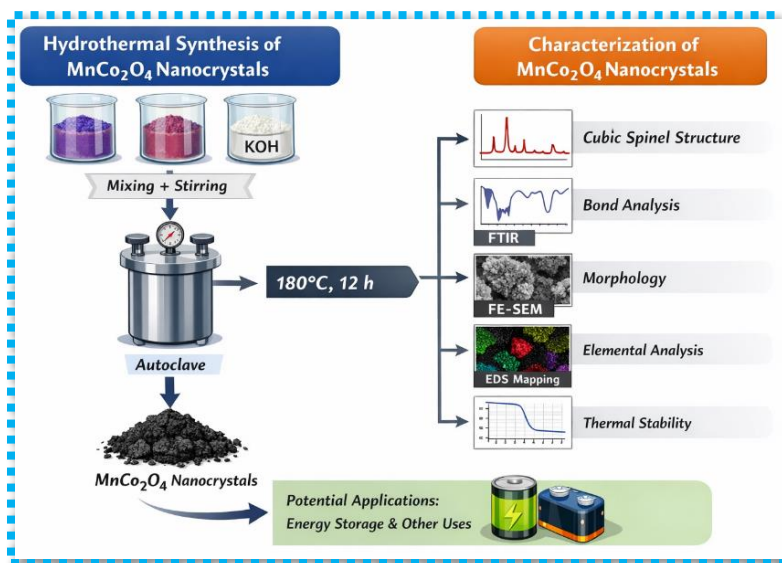 Hydrothermal Synthesis of
MnCo₂O₄ Nanocrystals
KOH
Mixing + Stirring
Autoclave
180°C, 12 h
MnCo₂O₄ Nanocrystals
Characterization of
MnCo₂O₄ Nanocrystals
Cubic Spinel Structure
FTIR
Bond Analysis
FE-SEM
Morphology
EDS Mapping
Elemental Analysis
Thermal Stability
Potential Applications:
Energy Storage & Other Uses